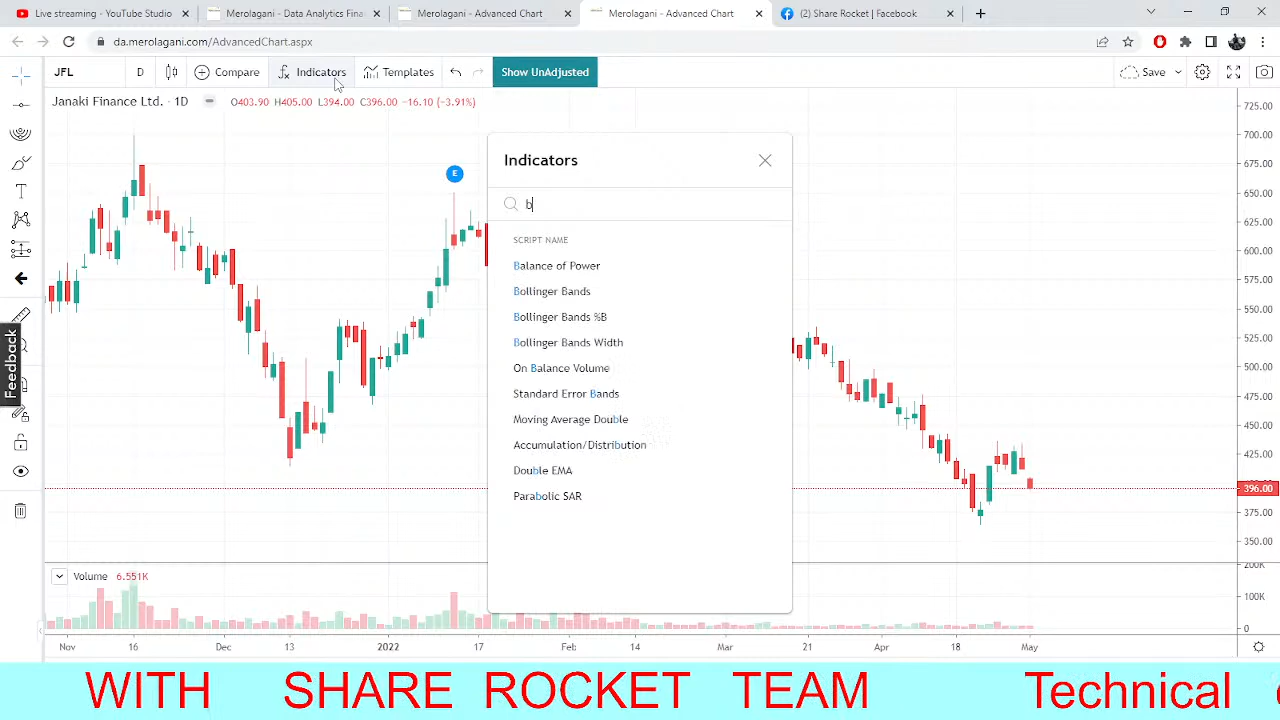 Live streaming - YouTube Studio
Merolagani - Data Analytics Fina
Merolagani - Advanced Chart
Merolagani - Advanced Chart
(2) Share Rocket | Facebook
da.merolagani.com/AdvancedChart.aspx
JFL
D
Compare
Indicators
Templates
Show UnAdjusted
Save
Janaki Finance Ltd. · 1D
O403.90 H405.00 L394.00 C396.00 −16.10 (−3.91%)
E
T
Feedback
Indicators
b
SCRIPT NAME
Balance of Power
Bollinger Bands
Bollinger Bands %B
Bollinger Bands Width
On Balance Volume
Standard Error Bands
Moving Average Double
Accumulation/Distribution
Double EMA
Parabolic SAR
725.00
700.00
675.00
650.00
625.00
600.00
575.00
550.00
525.00
500.00
475.00
450.00
425.00
396.00
375.00
350.00
Volume 6.551K
200K
100K
0
Nov 16 Dec 13 2022 17 Feb 14 Mar 21 Apr 18 May
WITH SHARE ROCKET TEAM Technical